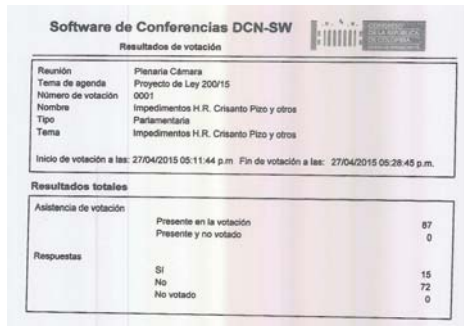 Software de Conferencias DCN-SW
Resultados de votación
Reunión Plenaria Cámara
Tema de agenda Proyecto de Ley 200/15
Número de votación 0001
Nombre Impedimentos H.R. Crisanto Pizo y otros
Tipo Parlamentaria
Tema Impedimentos H.R. Crisanto Pizo y otros
Inicio de votación a las: 27/04/2015 05:11:44 p.m Fin de votación a las: 27/04/2015 05:28:45 p.m.
Resultados totales
Asistencia de votación
Presente en la votación 87
Presente y no votado 0
Respuestas
Sí 15
No 72
No votado 0